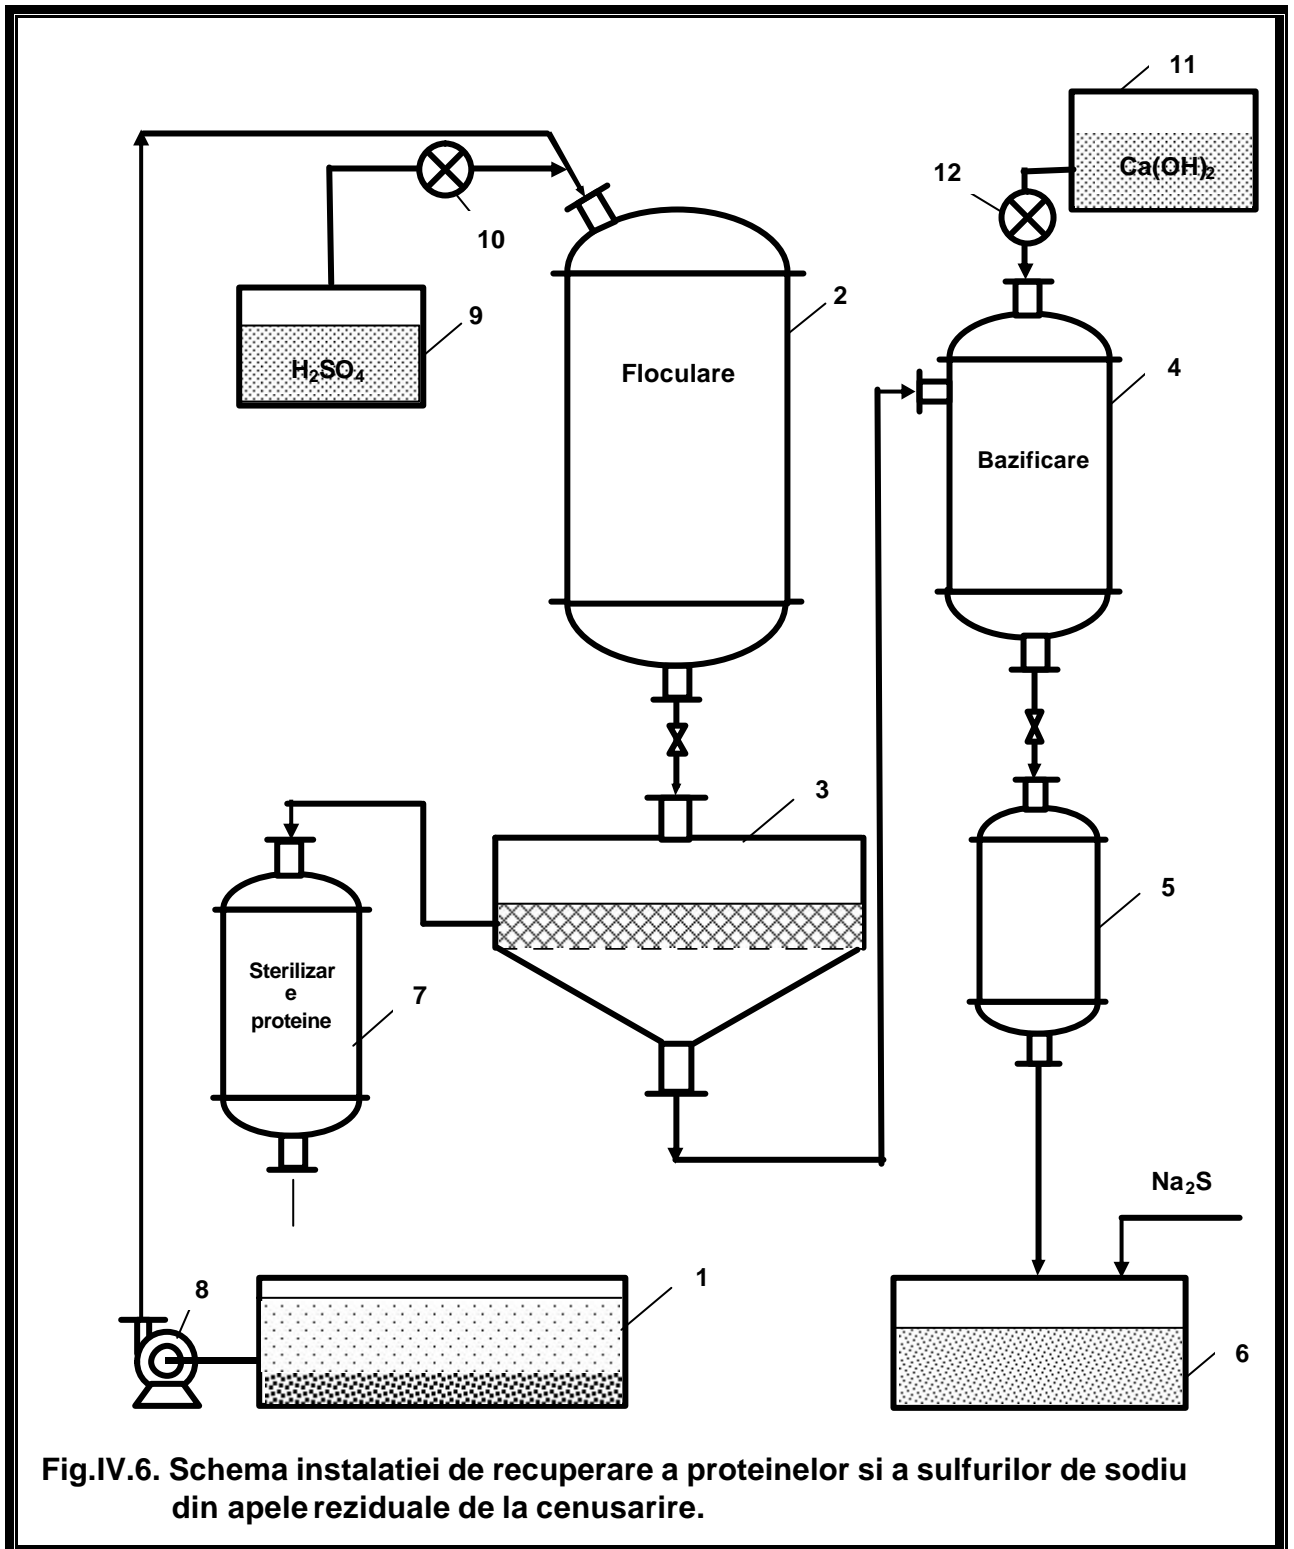 11
Ca(OH)2
12
10
2
9
H2SO4
Floculare
4
Bazificare
3
5
Sterilizar
e
proteine
7
Na2S
8
1
6
Fig.IV.6. Schema instalatiei de recuperare a proteinelor si a sulfurilor de sodiu
din apele reziduale de la cenusarire.